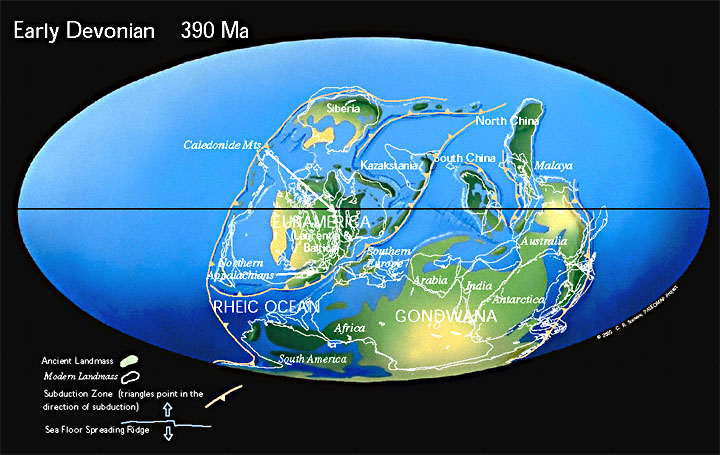 Early Devonian 390 Ma
Siberia
North China
Caledonide Mts.
Kazakstania
South China
Malaya
EURAMERICA
Laurentia &
Baltica
Australia
Southern
Europe
Northern
Appalachians
Arabia
India
Antarctica
RHEIC OCEAN
GONDWANA
Africa
South America
© 2000 C. R. Scotese, PALEOMAP Project
Ancient Landmass
Modern Landmass
Subduction Zone (triangles point in the
direction of subduction)
Sea Floor Spreading Ridge